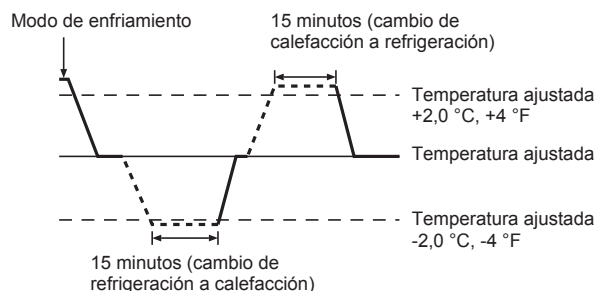 Modo de enfriamiento
15 minutos (cambio de
calefacción a refrigeración)
Temperatura ajustada
+2,0 °C, +4 °F
Temperatura ajustada
Temperatura ajustada
-2,0 °C, -4 °F
15 minutos (cambio de
refrigeración a calefacción)